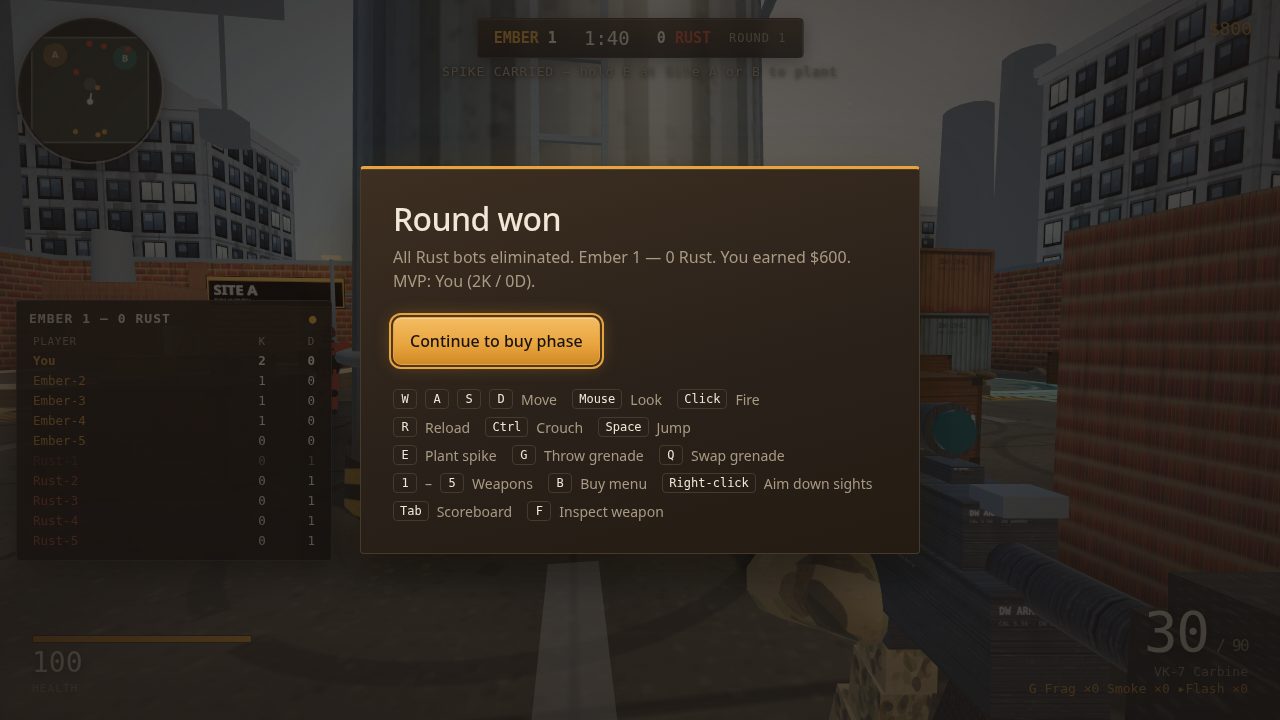 A
B
EMBER 1 1:40 0 RUST ROUND 1
SPIKE CARRIED — hold E at Site A or B to plant
$800
SITE A
Round won
All Rust bots eliminated. Ember 1 — 0 Rust. You earned $600.
MVP: You (2K / 0D).
Continue to buy phase
W A S D Move Mouse Look Click Fire
R Reload Ctrl Crouch Space Jump
E Plant spike G Throw grenade Q Swap grenade
1 – 5 Weapons B Buy menu Right-click Aim down sights
Tab Scoreboard F Inspect weapon
EMBER 1 — 0 RUST
PLAYER K D
You 2 0
Ember-2 1 0
Ember-3 1 0
Ember-4 1 0
Ember-5 0 0
Rust-1 0 1
Rust-2 0 1
Rust-3 0 1
Rust-4 0 1
Rust-5 0 1
100
HEALTH
30 / 90
VK-7 Carbine
G Frag ×0 Smoke ×0 ▸Flash ×0